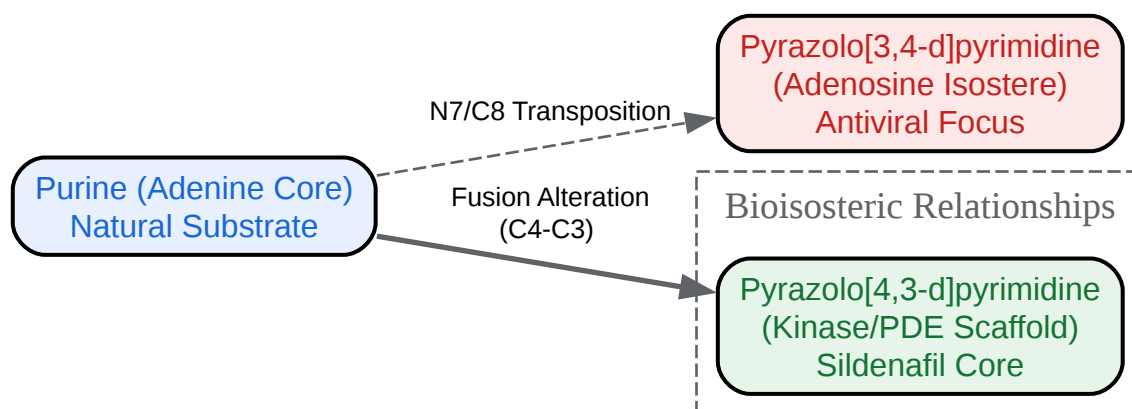 Pyrazolo[3,4-d]pyrimidine
(Adenosine Isostere)
Antiviral Focus
N7/C8 Transposition
Purine (Adenine Core)
Natural Substrate
Fusion Alteration
(C4-C3)
Bioisosteric Relationships
Pyrazolo[4,3-d]pyrimidine
(Kinase/PDE Scaffold)
Sildenafil Core